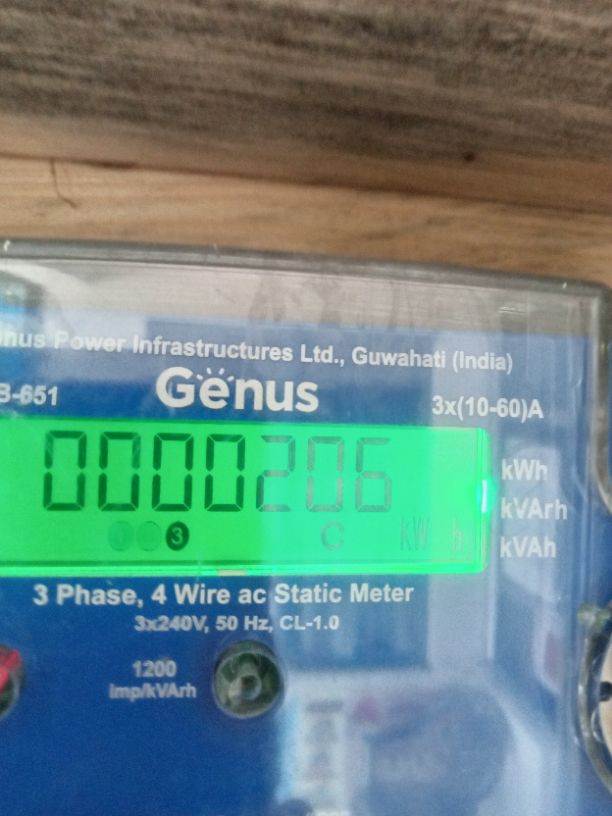 Power Infrastructures Ltd., Guwahati (India)
B-651
Genus
3x(10-60)A
0000206
kWh
kVArh
kVAh
3
C
kW h
3 Phase, 4 Wire ac Static Meter
3x240V, 50 Hz, CL-1.0
1200
imp/kVArh